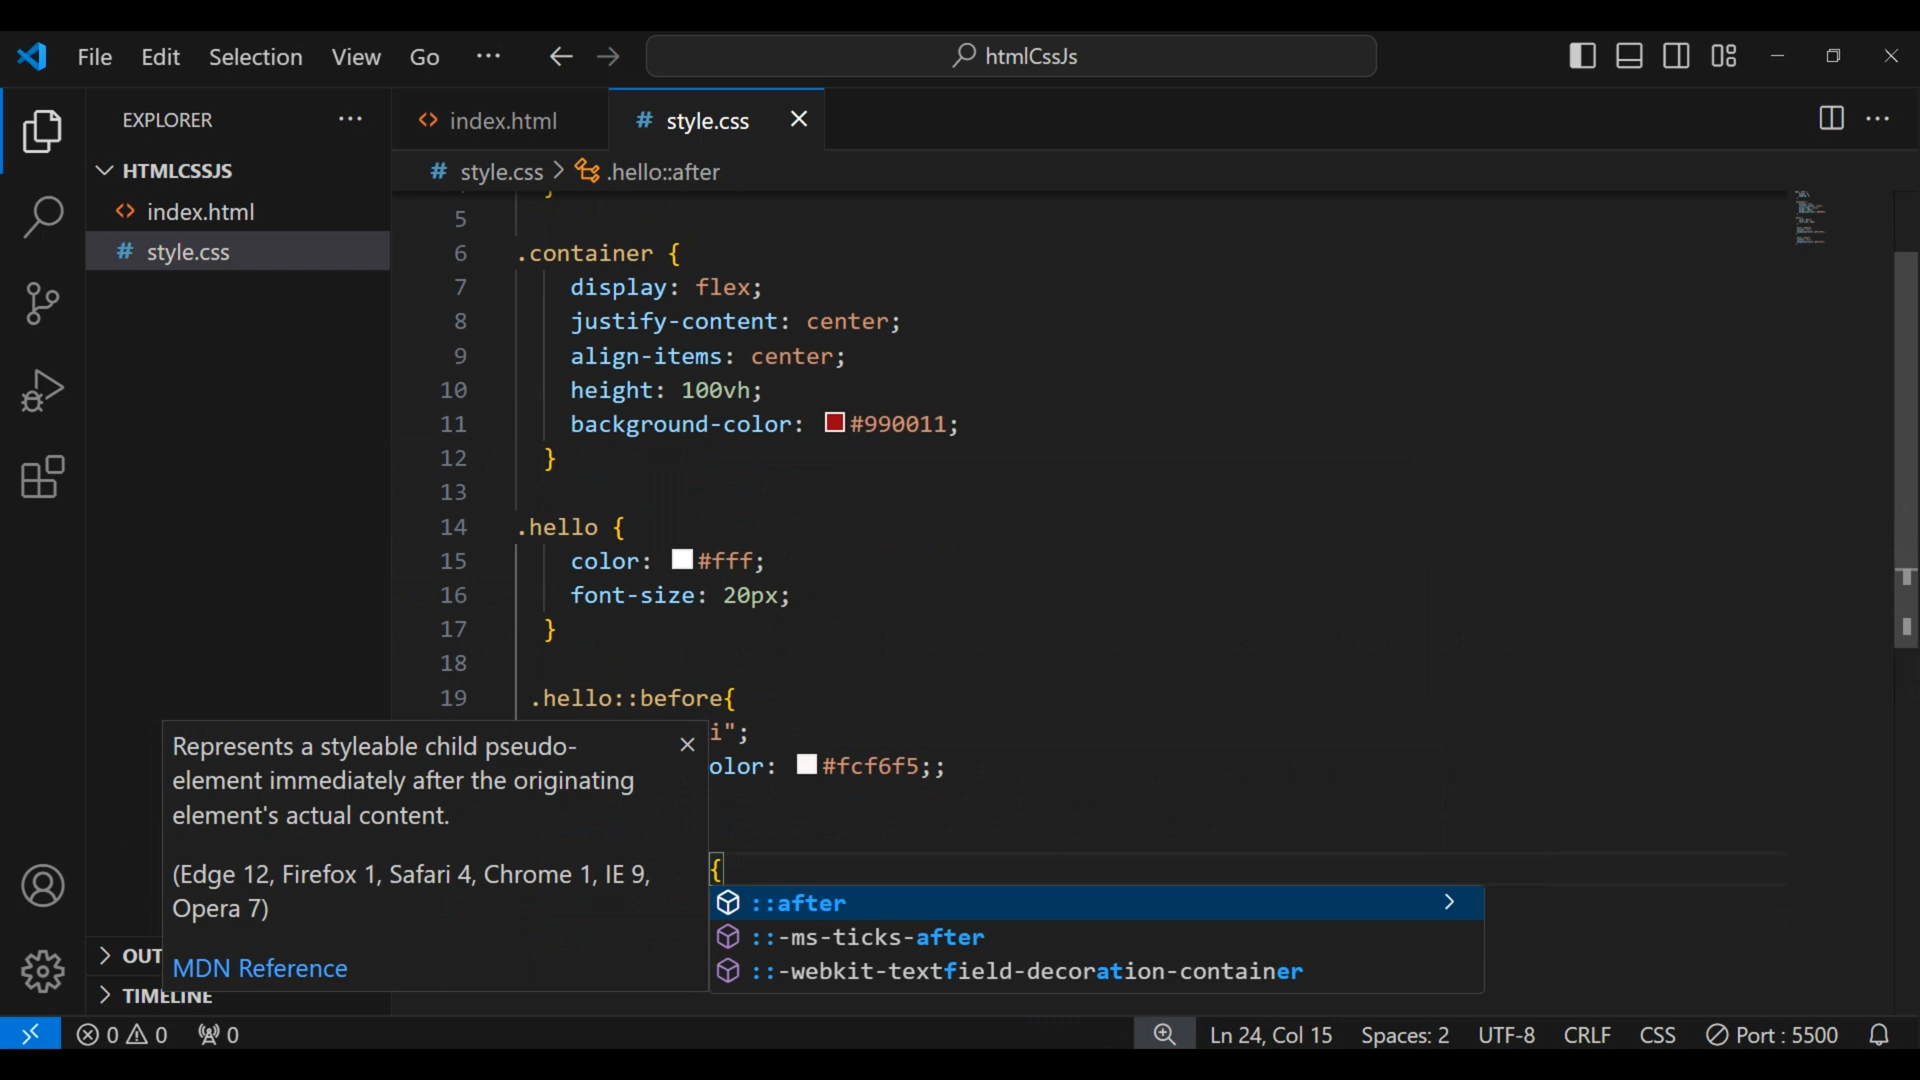 File Edit Selection View Go ··· htmlCssJs
EXPLORER ···
HTMLCSSJS
<> index.html
# style.css
<> index.html # style.css
# style.css > .hello::after
}
5
6 .container {
7 display: flex;
8 justify-content: center;
9 align-items: center;
10 height: 100vh;
11 background-color: #990011;
12 }
13
14 .hello {
15 color: #fff;
16 font-size: 20px;
17 }
18
19 .hello::before{
i";
olor: #fcf6f5;;
{
Represents a styleable child pseudo-
element immediately after the originating
element's actual content.
(Edge 12, Firefox 1, Safari 4, Chrome 1, IE 9,
Opera 7)
MDN Reference
::after
::-ms-ticks-after
::-webkit-textfield-decoration-container
OUT
TIMELINE
0 0 0 Ln 24, Col 15 Spaces: 2 UTF-8 CRLF CSS Port : 5500